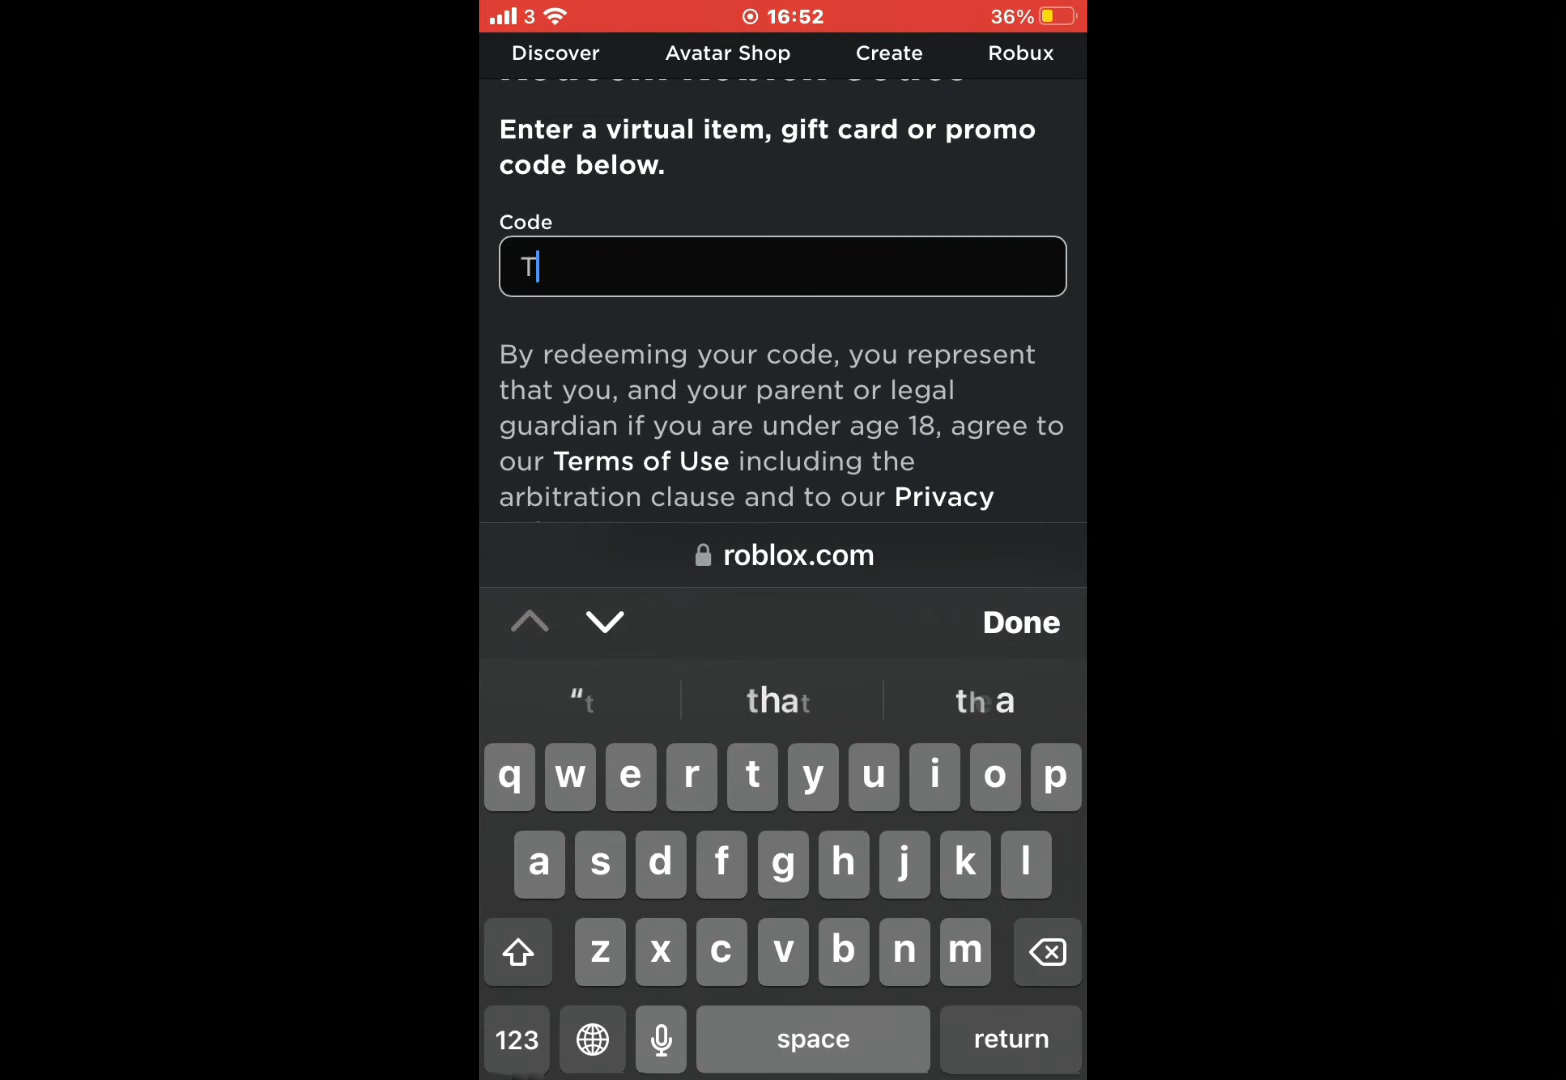 3 16:52 36%
Discover Avatar Shop Create Robux
Enter a virtual item, gift card or promo
code below.
Code
T
By redeeming your code, you represent
that you, and your parent or legal
guardian if you are under age 18, agree to
our Terms of Use including the
arbitration clause and to our Privacy
roblox.com
Done
q w e r t y u i o p
a s d f g h j k l
z x c v b n m
123 space return